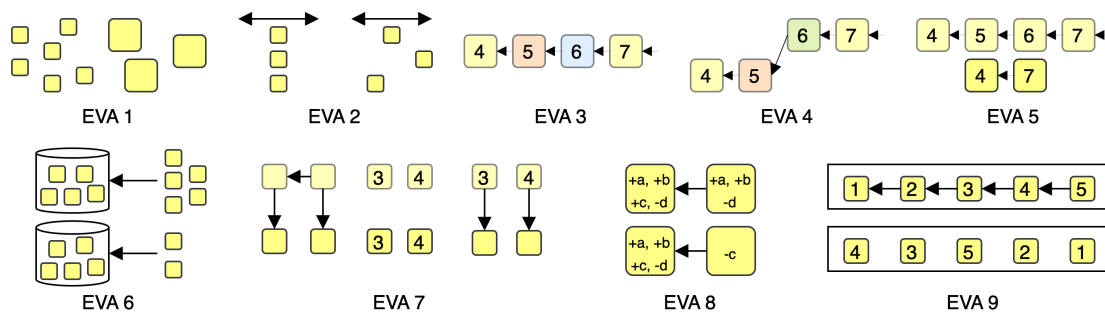 4 5 6 7
6 7
4 5
4 5 6 7
4 7
EVA 1 EVA 2 EVA 3 EVA 4 EVA 5
3 4 3 4
+a, +b +a, +b
+c, -d -d
1 2 3 4 5
3 4
+a, +b -c
+c, -d
4 3 5 2 1
EVA 6 EVA 7 EVA 8 EVA 9